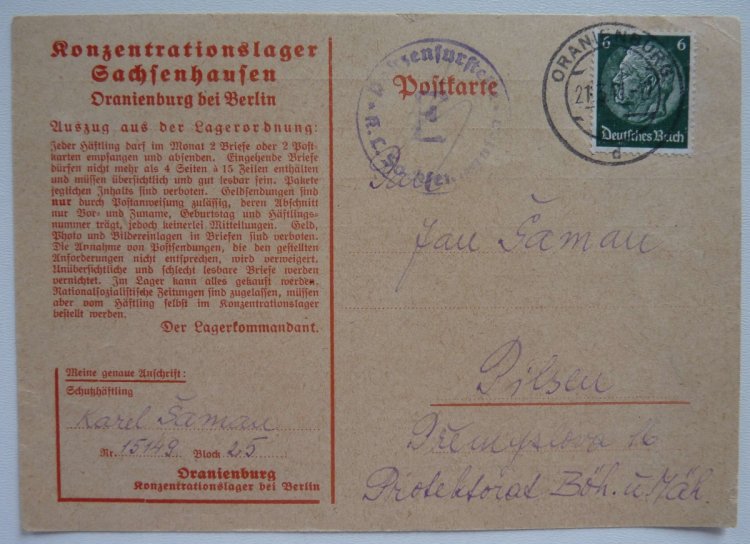 Konzentrationslager
Sachsenhausen
Oranienburg bei Berlin
Auszug aus der Lagerordnung:
Jeder Häftling darf im Monat 2 Briefe oder 2 Post-
karten empfangen und absenden. Eingehende Briefe
dürfen nicht mehr als 4 Seiten à 15 Zeilen enthalten
und müssen übersichtlich und gut lesbar sein. Pakete
jeglichen Inhalts sind verboten. Geldsendungen sind
nur durch Postanweisung zulässig, deren Abschnitt
nur Vor- und Zuname, Geburtstag und Häftlings-
nummer trägt, jedoch keinerlei Mitteilungen. Geld,
Photo und Bildereinlagen in Briefen sind verboten.
Die Annahme von Postsendungen, die den gestellten
Anforderungen nicht entsprechen, wird verweigert.
Unübersichtliche und schlecht lesbare Briefe werden
vernichtet. Im Lager kann alles gekauft werden.
Nationalsozialistische Zeitungen sind zugelassen, müssen
aber vom Häftling selbst im Konzentrationslager
bestellt werden.
Der Lagerkommandant.
Meine genaue Anschrift:
Schutzhäftling
Karel Šaman
Nr. 15149 Block 25
Oranienburg
Konzentrationslager bei Berlin
Postkarte
ORANIENBURG
21
d
6 6
Deutsches Reich
Jan Šaman
Pilsen
Přemyslova 16
Protektorat Böh. u. Mäh.